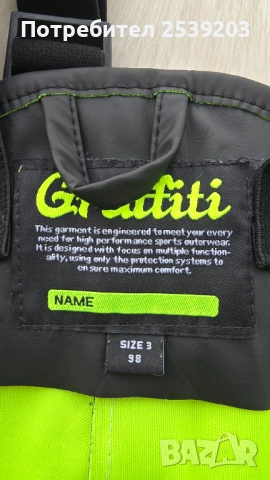 Потребител 2539203
Graffiti
This garment is engineered to meet your every
need for high performance sports outerwear.
It is designed with focus on multiple function-
ality, using only the protection systems to
ensure maximum comfort.
NAME
SIZE 3
98
BAZAR